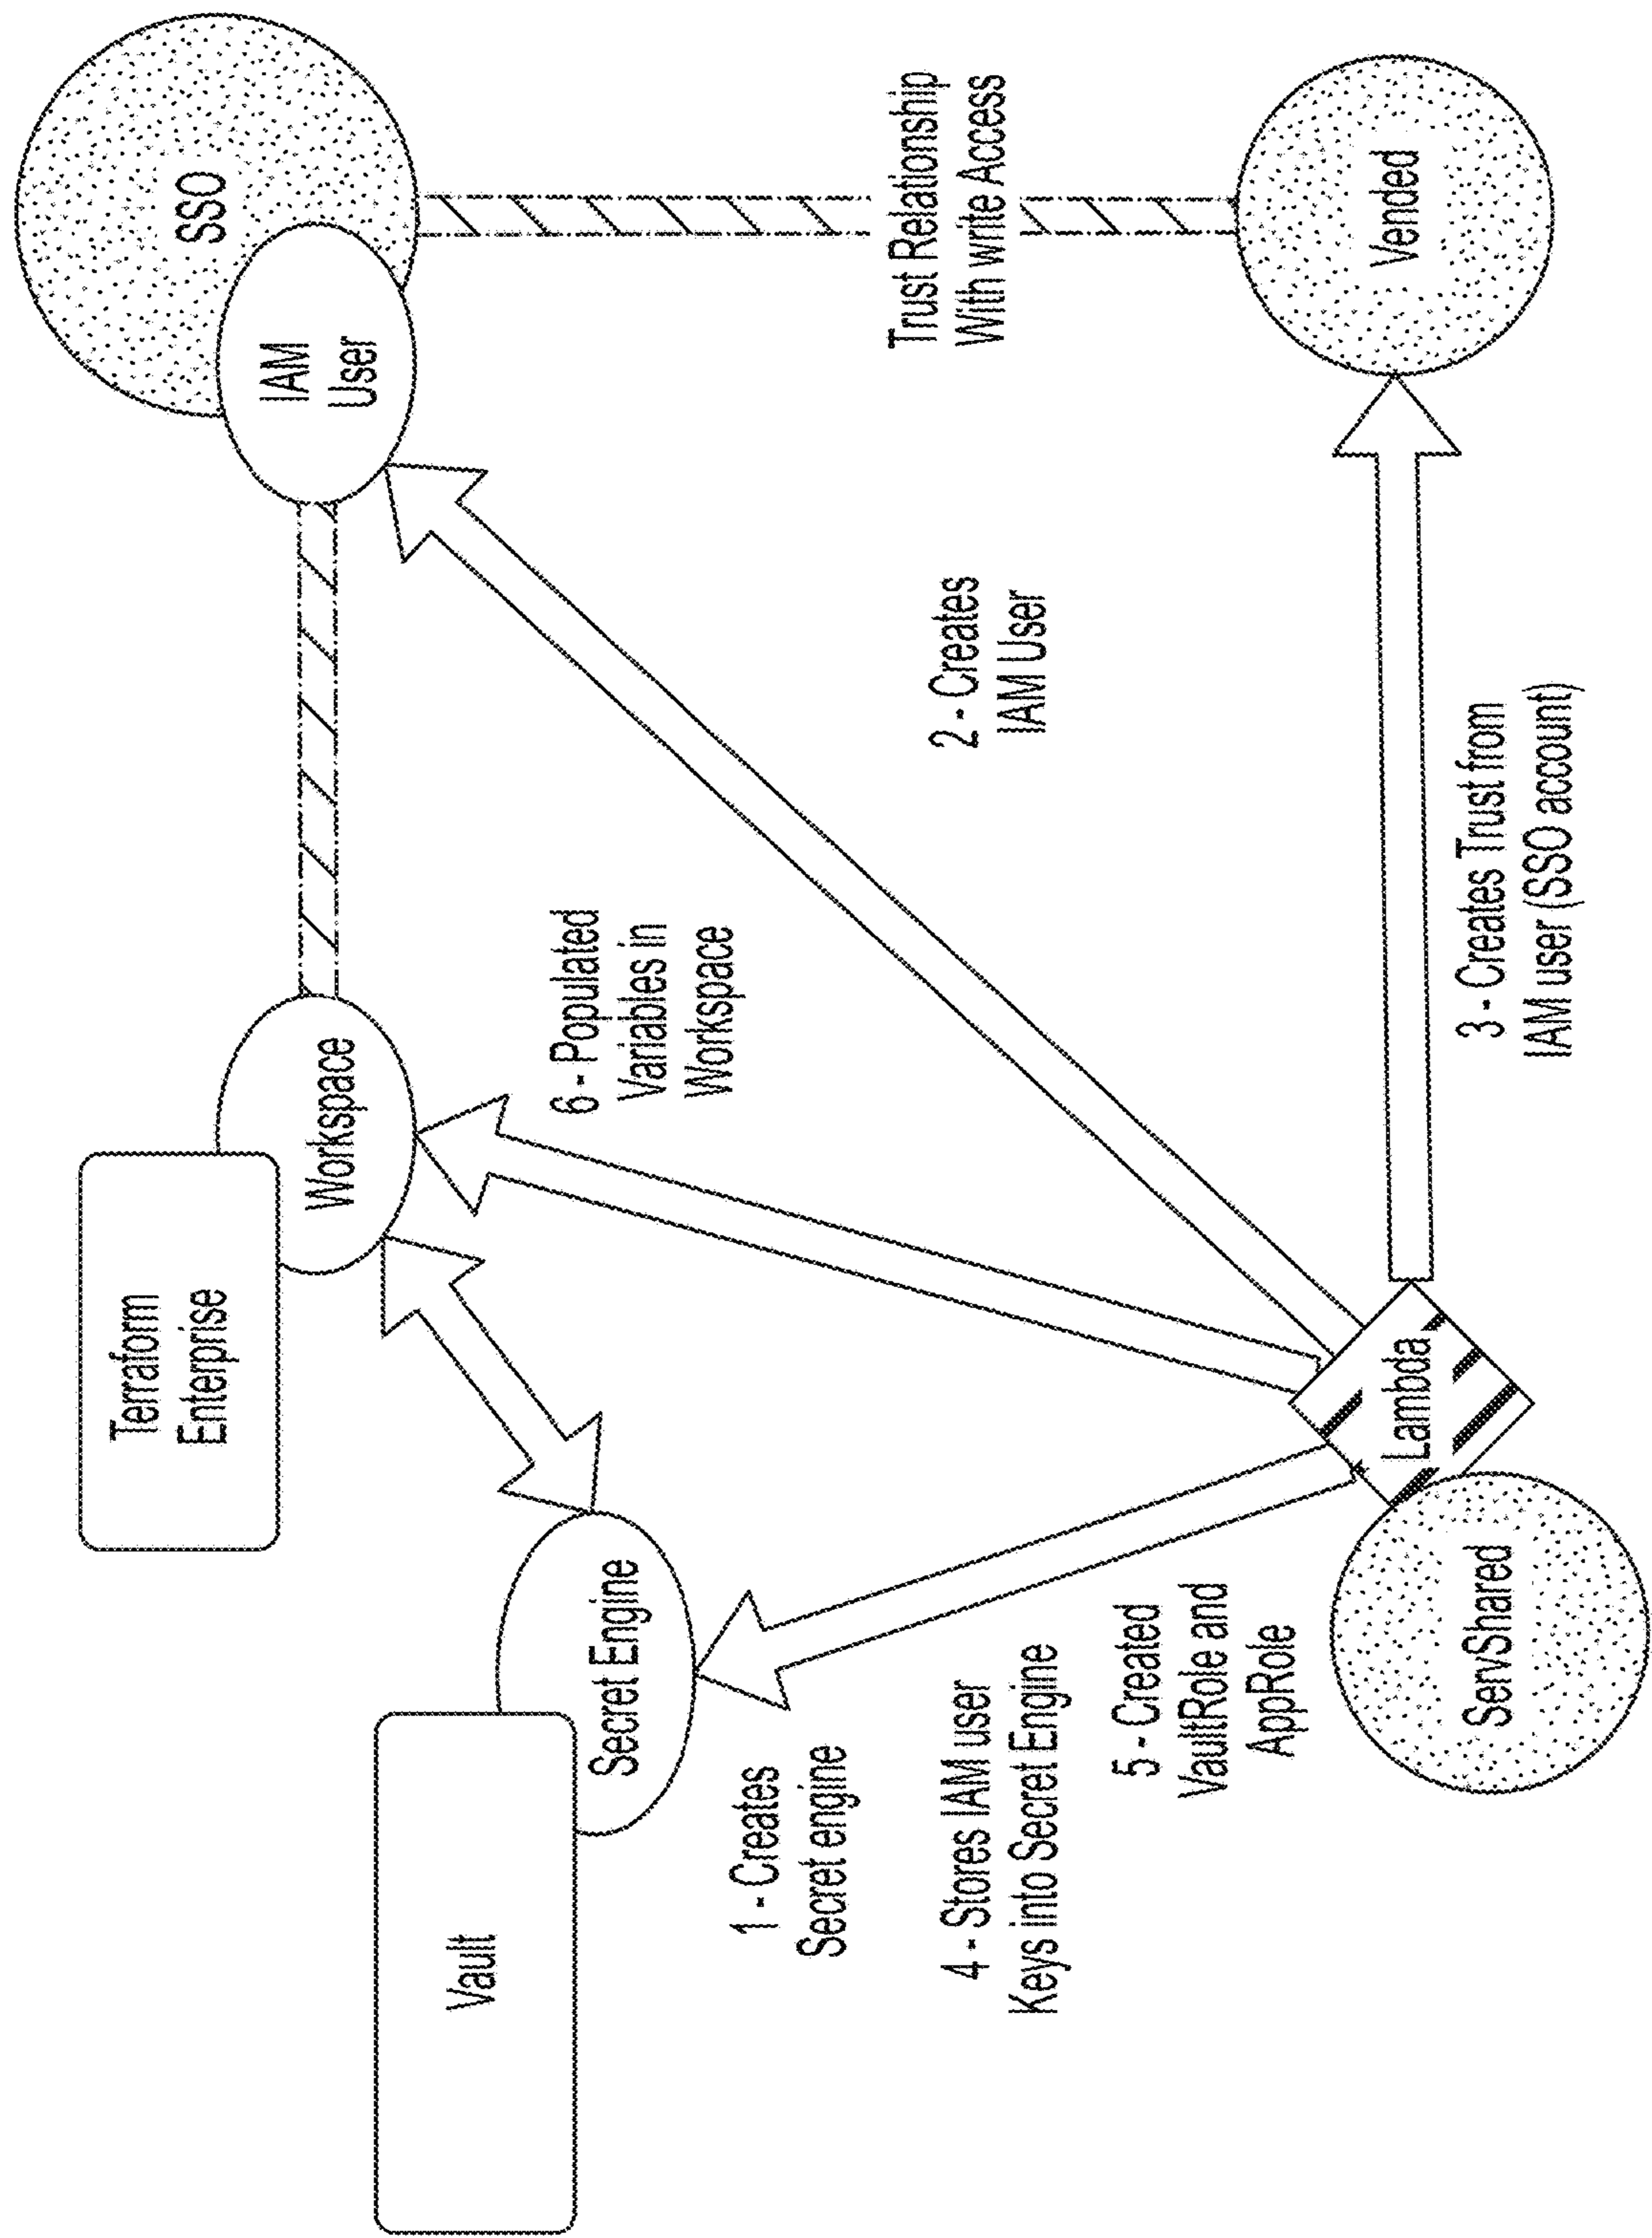 Vault
Terraform
Enterprise
SSO
Secret Engine
Workspace
IAM
User
1 - Creates
Secret engine
4 - Stores IAM user
Keys into Secret Engine
5 - Created
VaultRole and
AppRole
6 - Populated
Variables in
Workspace
2 - Creates
IAM User
Trust Relationship
With write Access
ServShared
Lambda
3 - Creates Trust from
IAM user (SSO account)
Vended